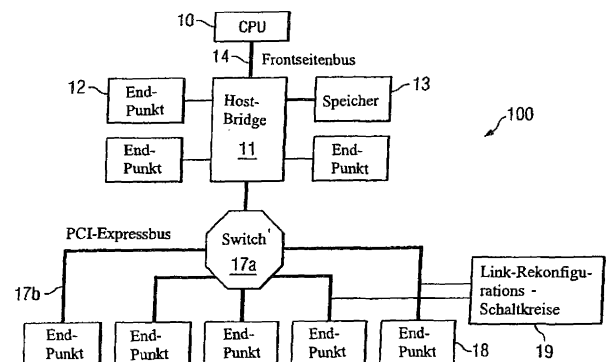 10
CPU
14
Frontseitenbus
12
End-
Punkt
Host-
Bridge
11
Speicher
13
100
End-
Punkt
End-
Punkt
PCI-Expressbus
Switch
17a
17b
Link-Rekonfigu-
rations -
Schaltkreise
19
End-
Punkt
End-
Punkt
End-
Punkt
End-
Punkt
End-
Punkt
18